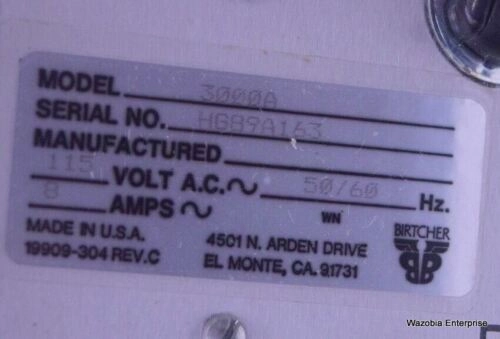 MODEL 3000A
SERIAL NO. HG89A163
MANUFACTURED
115 VOLT A.C.~ 50/60 Hz.
8 AMPS ~ WN
MADE IN U.S.A.
19909-304 REV.C
4501 N. ARDEN DRIVE
EL MONTE, CA. 91731
BIRTCHER
Wazobia Enterprise